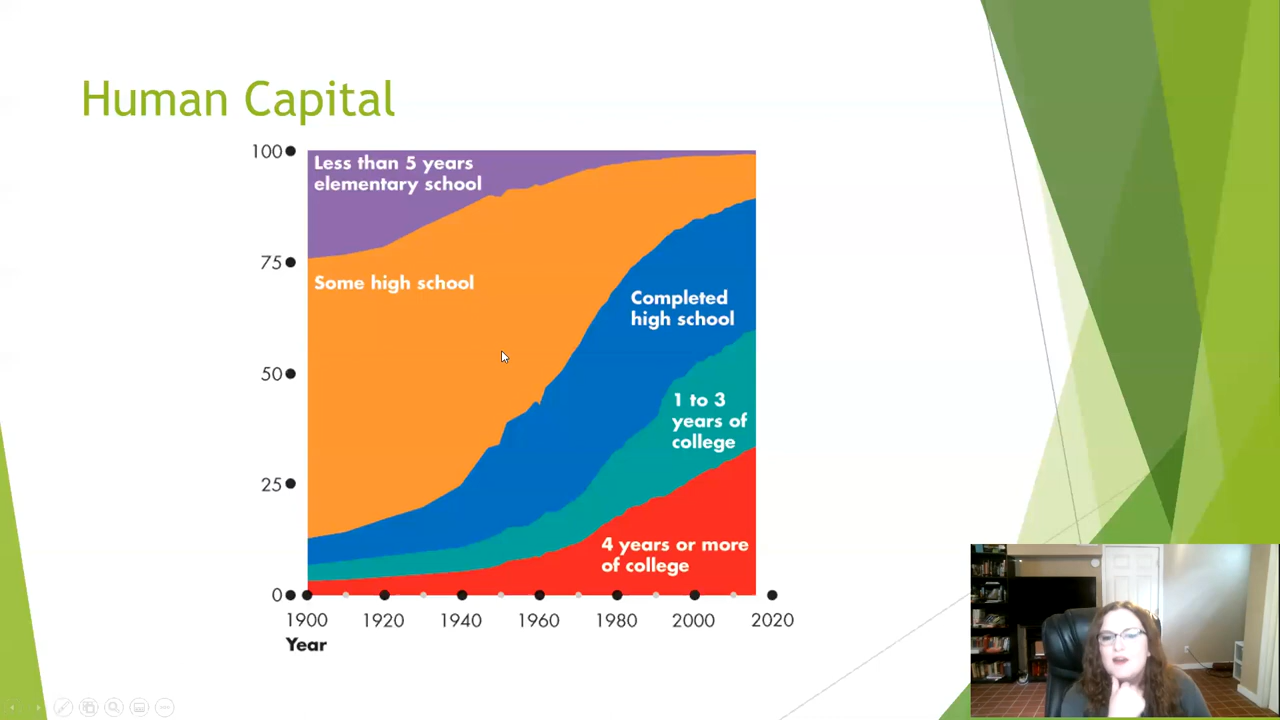 Human Capital
100
Less than 5 years
elementary school
75
Some high school
Completed
high school
50
1 to 3
years of
college
25
4 years or more
of college
0
1900 1920 1940 1960 1980 2000 2020
Year